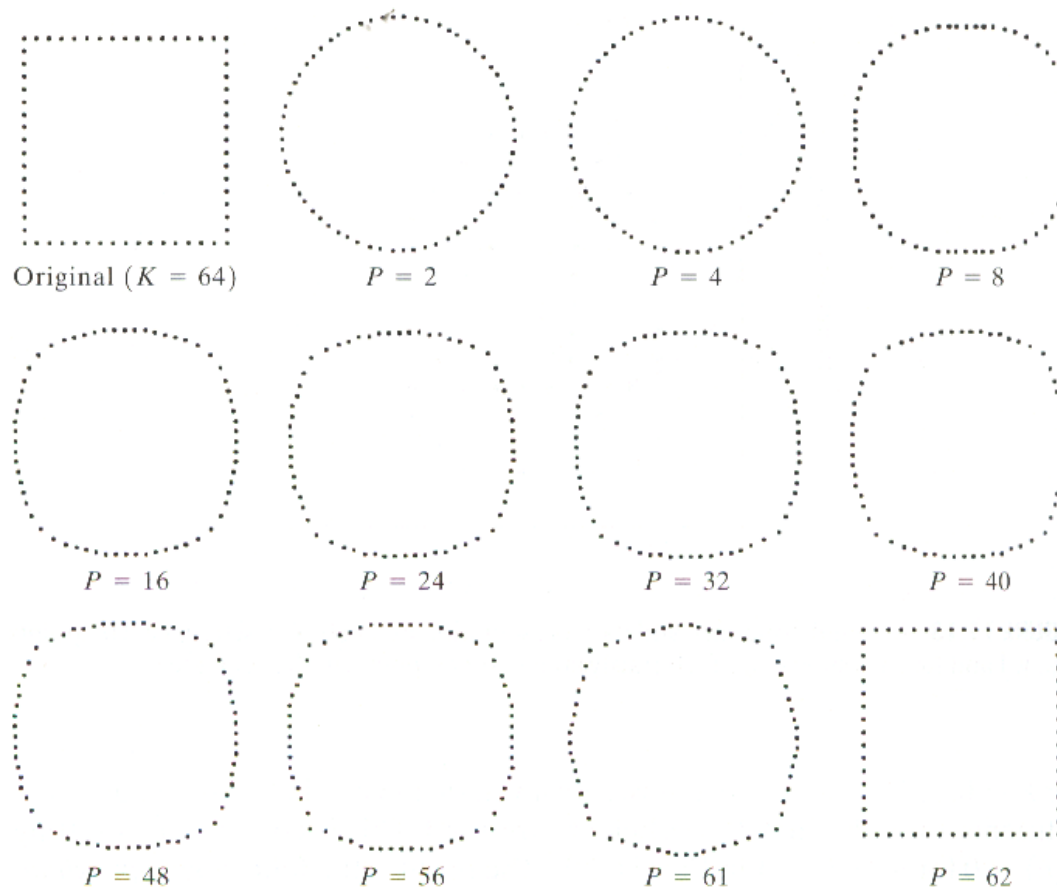 Original (K = 64)
P = 2
P = 4
P = 8
P = 16
P = 24
P = 32
P = 40
P = 48
P = 56
P = 61
P = 62